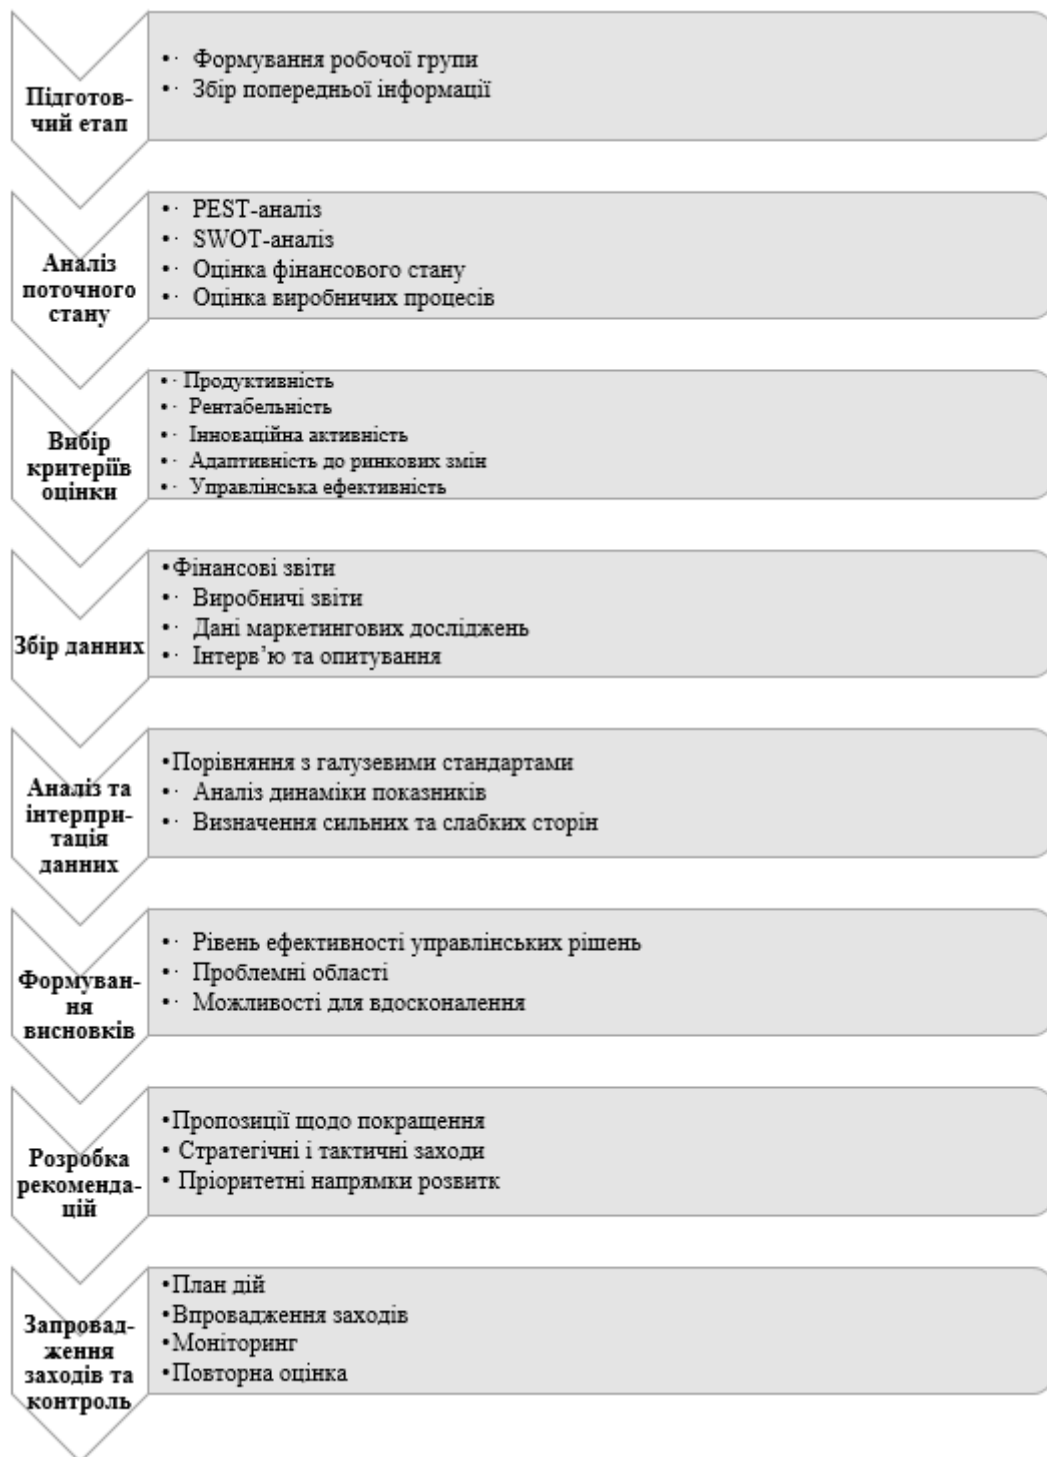 Підготов-
чий етап
•· Формування робочої групи
•· Збір попередньої інформації
Аналіз
поточного
стану
•· PEST-аналіз
•· SWOT-аналіз
•· Оцінка фінансового стану
•· Оцінка виробничих процесів
Вибір
критеріїв
оцінки
•· Продуктивність
•· Рентабельність
•· Інноваційна активність
•· Адаптивність до ринкових змін
•· Управлінська ефективність
Збір данних
•Фінансові звіти
•· Виробничі звіти
•· Дані маркетингових досліджень
•· Інтерв’ю та опитування
Аналіз та
інтерпри-
тація
данних
•Порівняння з галузевими стандартами
•· Аналіз динаміки показників
•· Визначення сильних та слабких сторін
Формуван-
ня
висновків
•· Рівень ефективності управлінських рішень
•· Проблемні області
•· Можливості для вдосконалення
Розробка
рекоменда-
цій
•Пропозиції щодо покращення
• Стратегічні і тактичні заходи
• Пріоритетні напрямки розвитк
Запровад-
ження
заходів та
контроль
•План дій
•Впровадження заходів
•Моніторинг
•Повторна оцінка